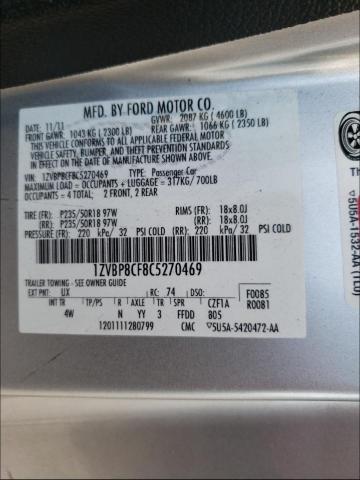 MFD. BY FORD MOTOR CO.
11/11 GVWR: 2087 KG ( 4600 LB)
FRONT GAWR: 1043 KG ( 2300 LB) REAR GAWR: 1066 KG ( 2350 LB)
THIS VEHICLE CONFORMS TO ALL APPLICABLE FEDERAL MOTOR
VEHICLE SAFETY, BUMPER, AND THEFT PREVENTION STANDARDS
IN EFFECT ON THE DATE OF MANUFACTURE SHOWN ABOVE.
VIN: 1ZVBP8CF8C5270469 TYPE: Passenger Car
MAXIMUM LOAD = OCCUPANTS + LUGGAGE = 317KG / 700LB
OCCUPANTS = 4 TOTAL: 2 FRONT, 2 REAR
TIRE (FR): P235/50R18 97W RIMS (FR): 18x8.0J
(RR): P235/50R18 97W (RR): 18x8.0J
PRESSURE (FR): 220 kPa/ 32 PSI COLD (RR): 220 kPa/ 32 PSI COLD
1ZVBP8CF8C5270469
TRAILER TOWING - SEE OWNER GUIDE
EXT PNT: UX RC: 74 DSO: F0085
INT TR TP/PS R AXLE TR SPR CZF1A R0081
4W N YY 3 FFDD 805
1201111280799 CMC 5U5A-5420472-AA
5U5A-1532-AA (TLU)